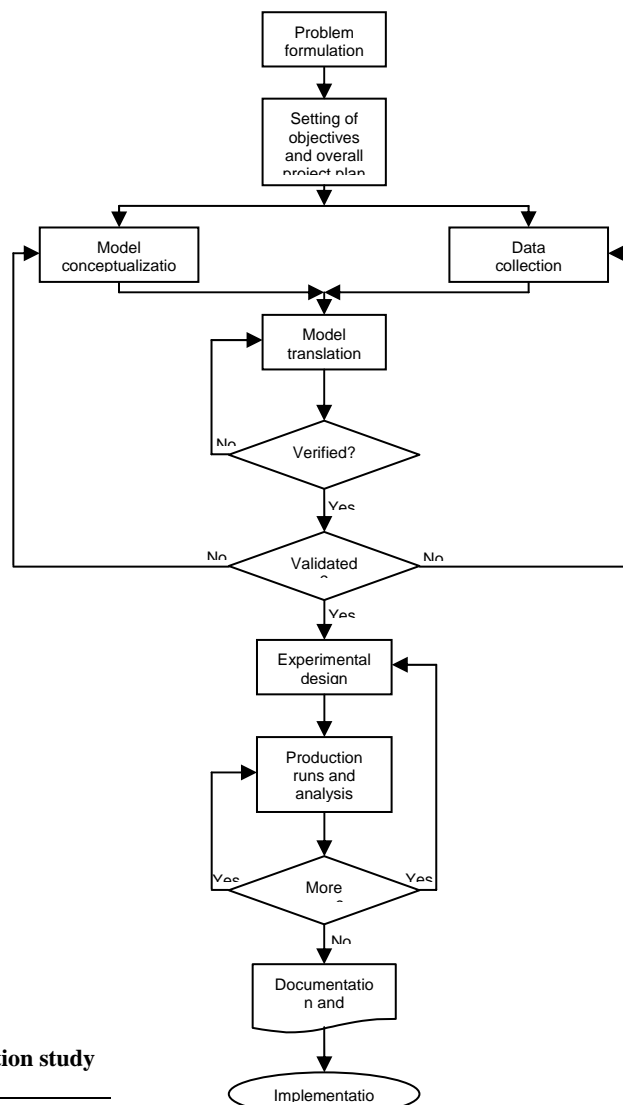 Problem
formulation
Setting of
objectives
and overall
project plan
Model
conceptualizatio
Data
collection
Model
translation
No
Verified?
Yes
No
Validated
?
No
Yes
Experimental
design
Production
runs and
analysis
Yes
More
?
Yes
No
Documentatio
n and
tion study
Implementatio